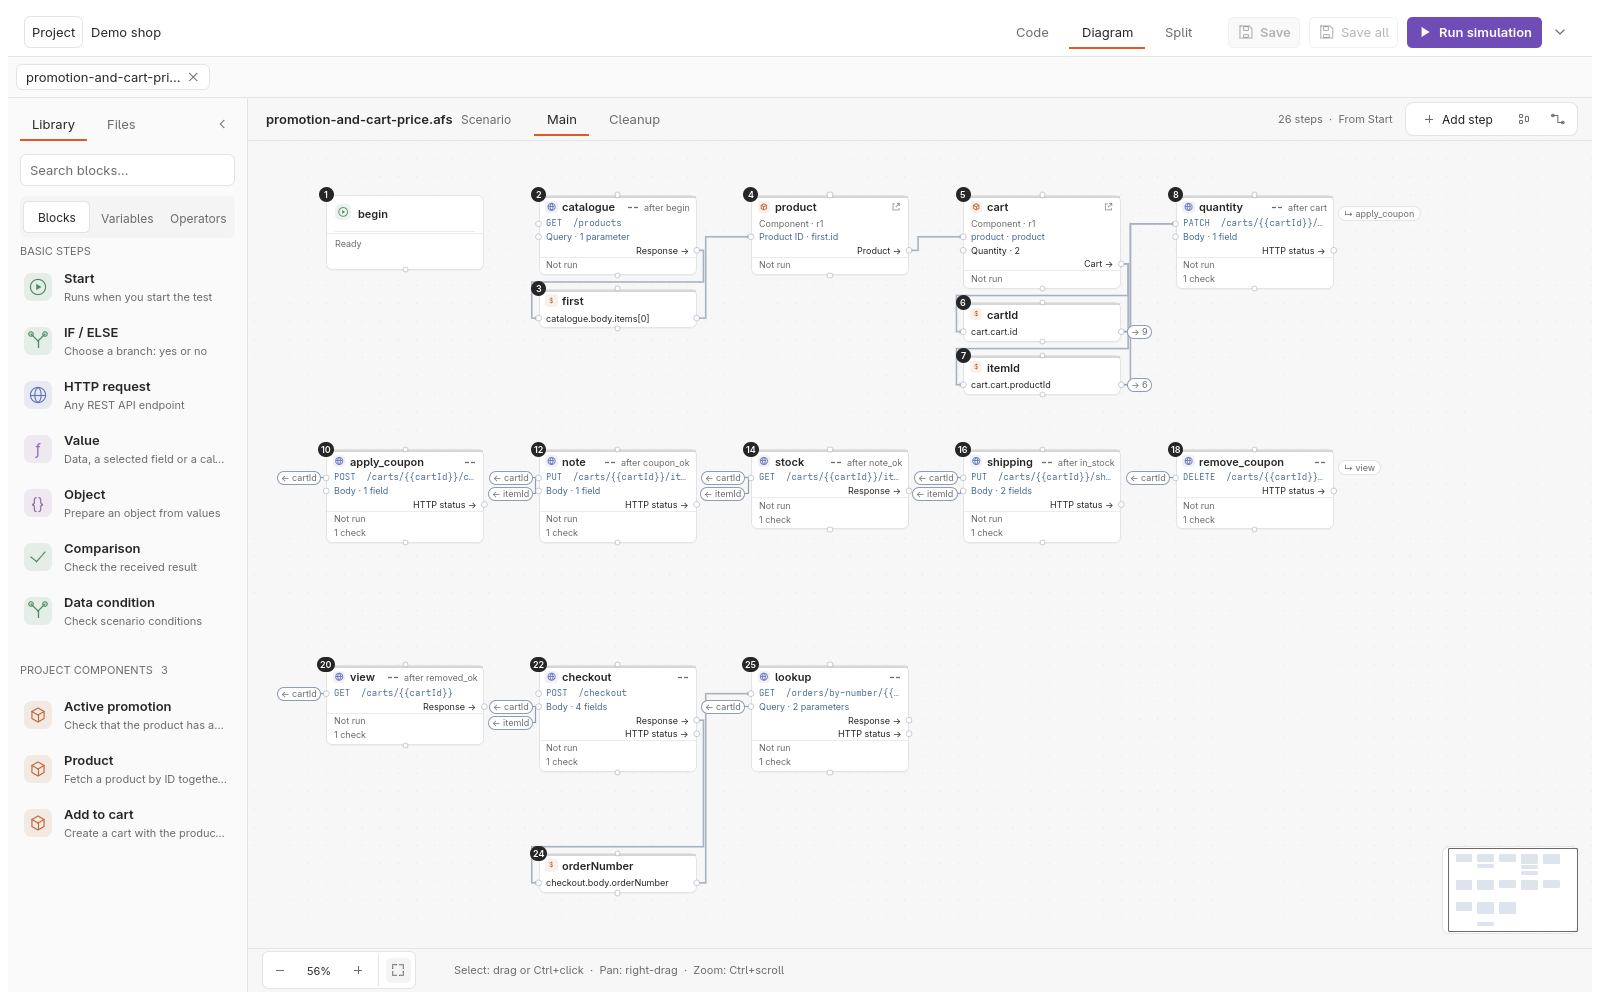 Project
Demo shop
Code
Diagram
Split
Save
Save all
Run simulation
promotion-and-cart-pri...
Library
Files
promotion-and-cart-price.afs
Scenario
Main
Cleanup
26 steps · From Start
Add step
Search blocks...
Blocks
Variables
Operators
BASIC STEPS
Start
Runs when you start the test
IF / ELSE
Choose a branch: yes or no
HTTP request
Any REST API endpoint
Value
Data, a selected field or a cal...
Object
Prepare an object from values
Comparison
Check the received result
Data condition
Check scenario conditions
PROJECT COMPONENTS 3
Active promotion
Check that the product has a...
Product
Fetch a product by ID togethe...
Add to cart
Create a cart with the produc...
1
begin
Ready
2
catalogue
-- after begin
GET /products
Query · 1 parameter
Response →
Not run
3
first
catalogue.body.items[0]
4
product
Component · r1
Product ID · first.id
Product →
Not run
5
cart
Component · r1
product · product
Quantity · 2
Cart →
Not run
6
cartId
cart.cart.id
→ 9
7
itemId
cart.cart.productId
→ 6
8
quantity
-- after cart
PATCH /carts/{{cartId}}/…
Body · 1 field
HTTP status →
Not run
1 check
↳ apply_coupon
10
apply_coupon
--
← cartId
POST /carts/{{cartId}}/c…
Body · 1 field
HTTP status →
Not run
1 check
12
note
-- after coupon_ok
← cartId
PUT /carts/{{cartId}}/it…
← itemId
Body · 1 field
HTTP status →
Not run
1 check
14
stock
-- after note_ok
← cartId
GET /carts/{{cartId}}/it…
← itemId
Response →
Not run
1 check
16
shipping
-- after in_stock
← cartId
PUT /carts/{{cartId}}/sh…
← itemId
Body · 2 fields
HTTP status →
Not run
1 check
18
remove_coupon
--
← cartId
DELETE /carts/{{cartId}}…
HTTP status →
Not run
1 check
↳ view
20
view
-- after removed_ok
← cartId
GET /carts/{{cartId}}
Response →
Not run
1 check
22
checkout
--
POST /checkout
← cartId
Body · 4 fields
← itemId
Response →
HTTP status →
Not run
1 check
25
lookup
--
GET /orders/by-number/{{…
← cartId
Query · 2 parameters
Response →
HTTP status →
Not run
1 check
24
orderNumber
checkout.body.orderNumber
56%
Select: drag or Ctrl+click · Pan: right-drag · Zoom: Ctrl+scroll